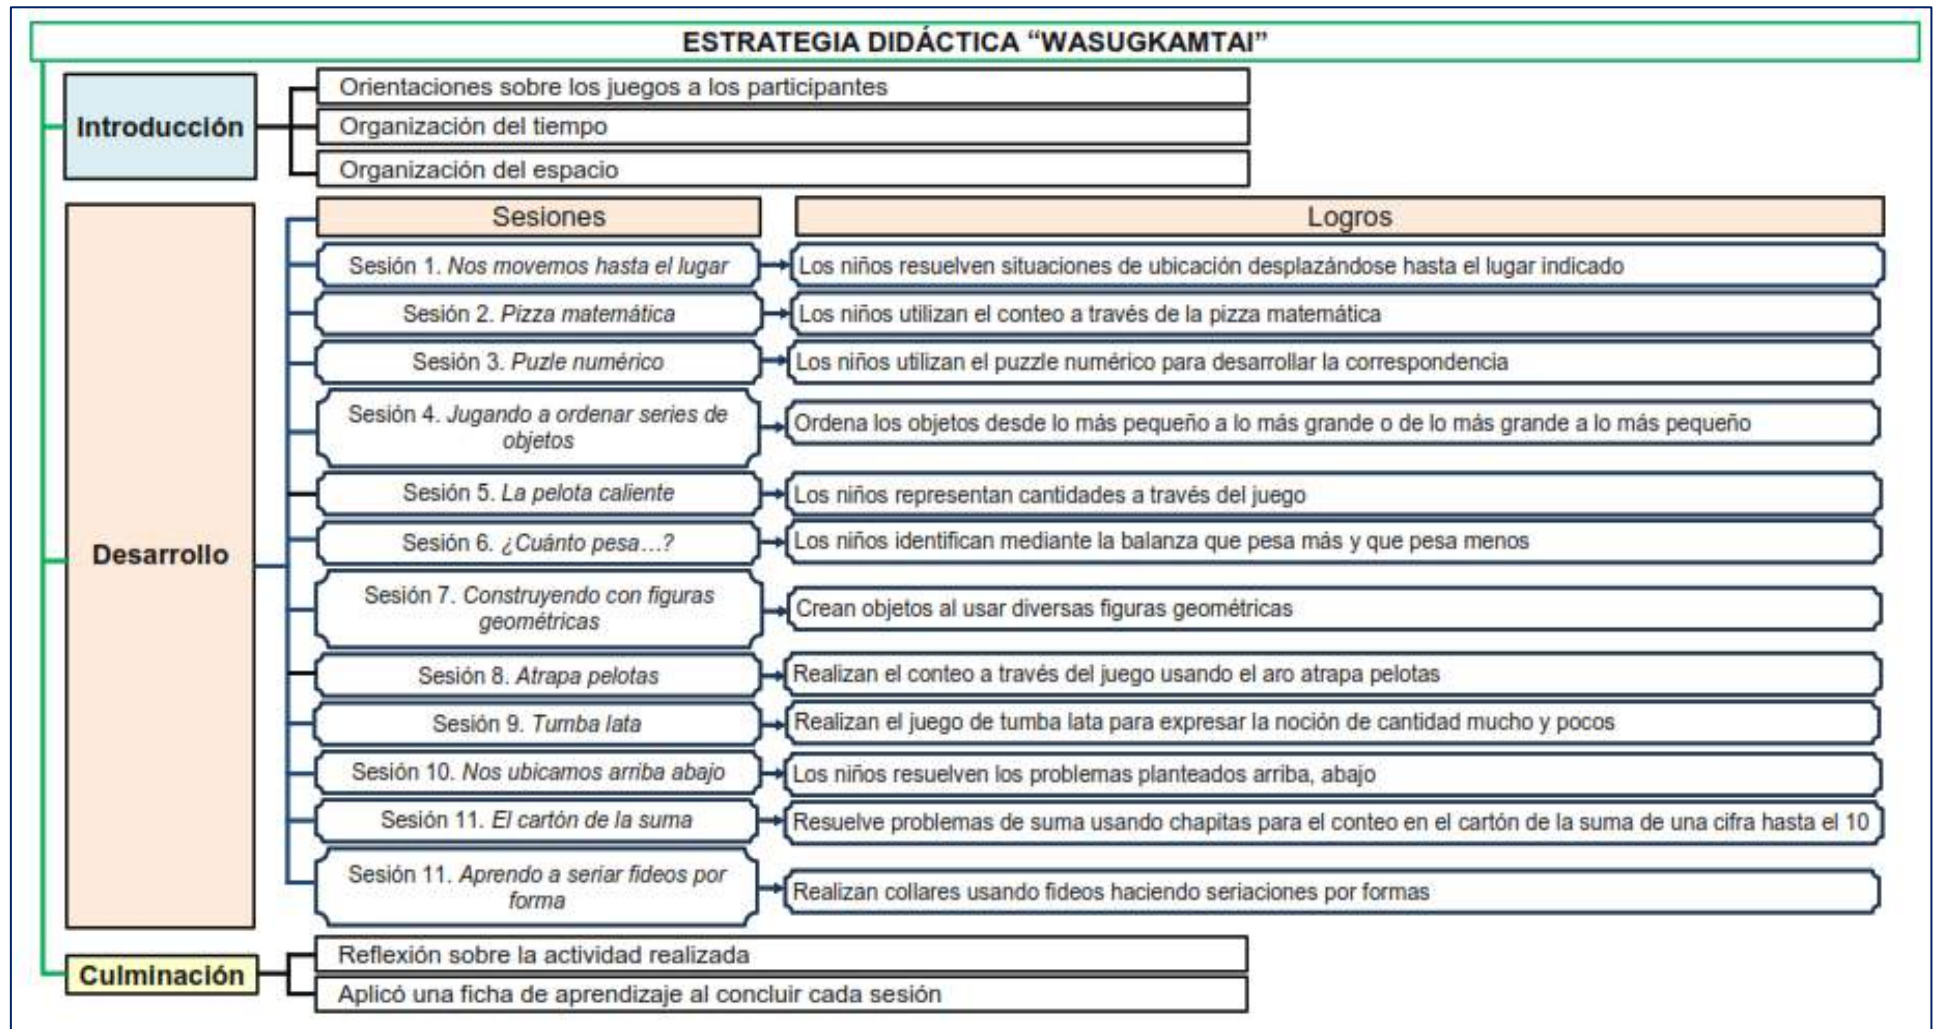 ESTRATEGIA DIDÁCTICA “WASUGKAMTAI”
Introducción
Orientaciones sobre los juegos a los participantes
Organización del tiempo
Organización del espacio
Desarrollo
Sesiones
Logros
Sesión 1. Nos movemos hasta el lugar
Los niños resuelven situaciones de ubicación desplazándose hasta el lugar indicado
Sesión 2. Pizza matemática
Los niños utilizan el conteo a través de la pizza matemática
Sesión 3. Puzle numérico
Los niños utilizan el puzzle numérico para desarrollar la correspondencia
Sesión 4. Jugando a ordenar series de
objetos
Ordena los objetos desde lo más pequeño a lo más grande o de lo más grande a lo más pequeño
Sesión 5. La pelota caliente
Los niños representan cantidades a través del juego
Sesión 6. ¿Cuánto pesa…?
Los niños identifican mediante la balanza que pesa más y que pesa menos
Sesión 7. Construyendo con figuras
geométricas
Crean objetos al usar diversas figuras geométricas
Sesión 8. Atrapa pelotas
Realizan el conteo a través del juego usando el aro atrapa pelotas
Sesión 9. Tumba lata
Realizan el juego de tumba lata para expresar la noción de cantidad mucho y pocos
Sesión 10. Nos ubicamos arriba abajo
Los niños resuelven los problemas planteados arriba, abajo
Sesión 11. El cartón de la suma
Resuelve problemas de suma usando chapitas para el conteo en el cartón de la suma de una cifra hasta el 10
Sesión 11. Aprendo a seriar fideos por
forma
Realizan collares usando fideos haciendo seriaciones por formas
Culminación
Reflexión sobre la actividad realizada
Aplicó una ficha de aprendizaje al concluir cada sesión